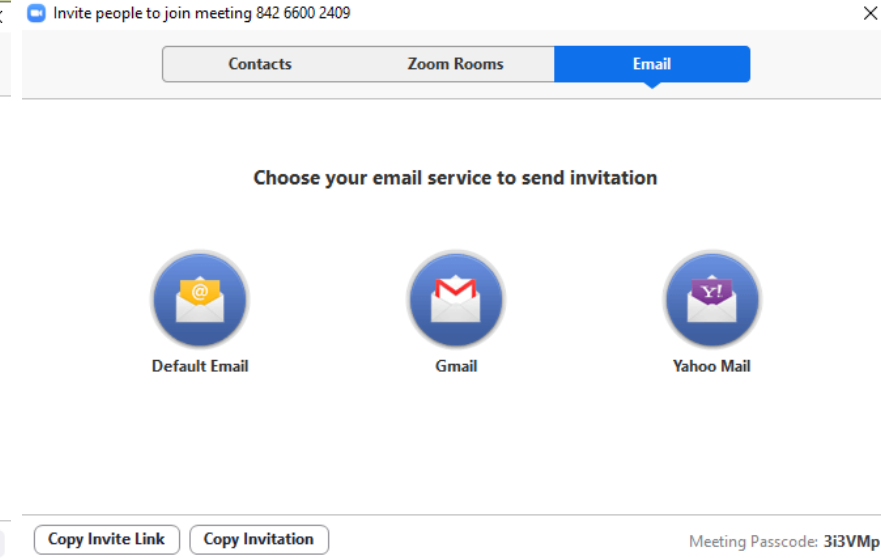 Invite people to join meeting 842 6600 2409
Contacts Zoom Rooms Email
Choose your email service to send invitation
@ Y!
Default Email Gmail Yahoo Mail
Copy Invite Link Copy Invitation Meeting Passcode: 3i3VMp